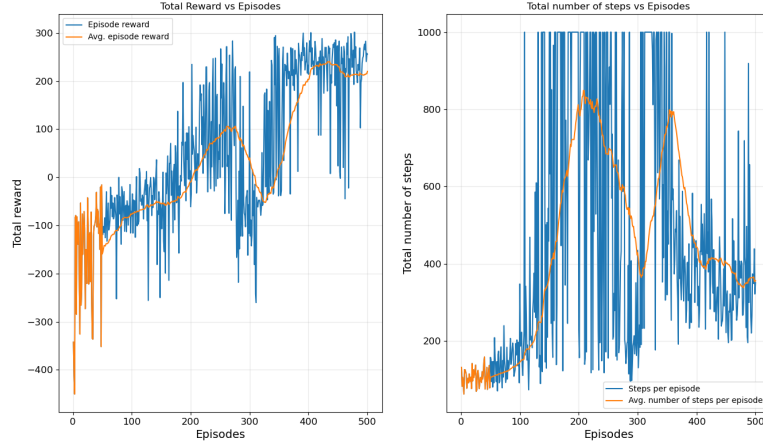 Total Reward vs Episodes
Total number of steps vs Episodes
Episode reward
Avg. episode reward
300
200
100
0
−100
−200
−300
−400
Total reward
0
100
200
300
400
500
Episodes
1000
800
600
400
200
Total number of steps
Steps per episode
Avg. number of steps per episode
0
100
200
300
400
500
Episodes